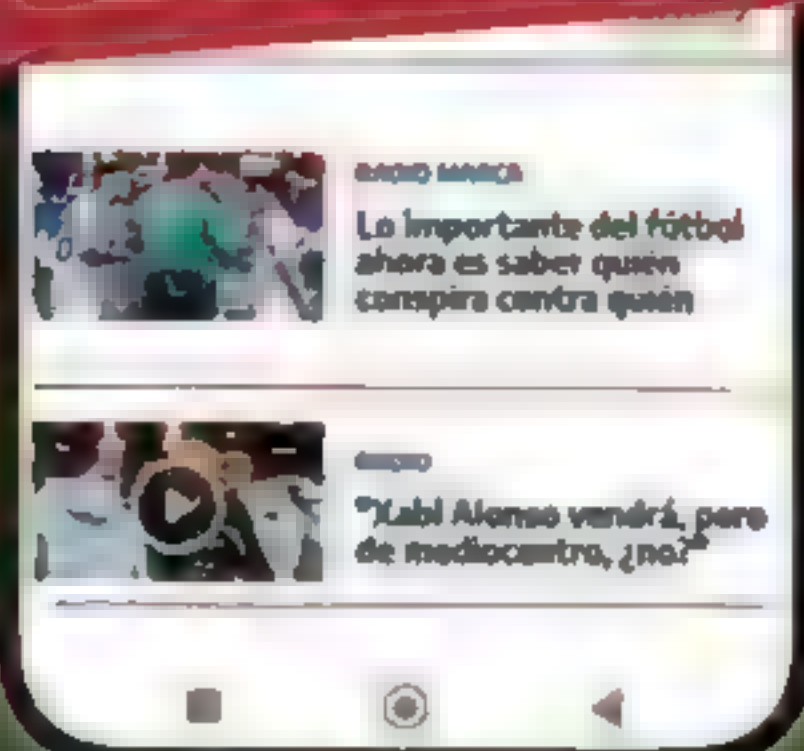 RADIO MARCA
Lo importante del fútbol
ahora es saber quién
conspira contra quién
RADIO
"Xabi Alonso vendrá, pero
de mediocentro, ¿no?"